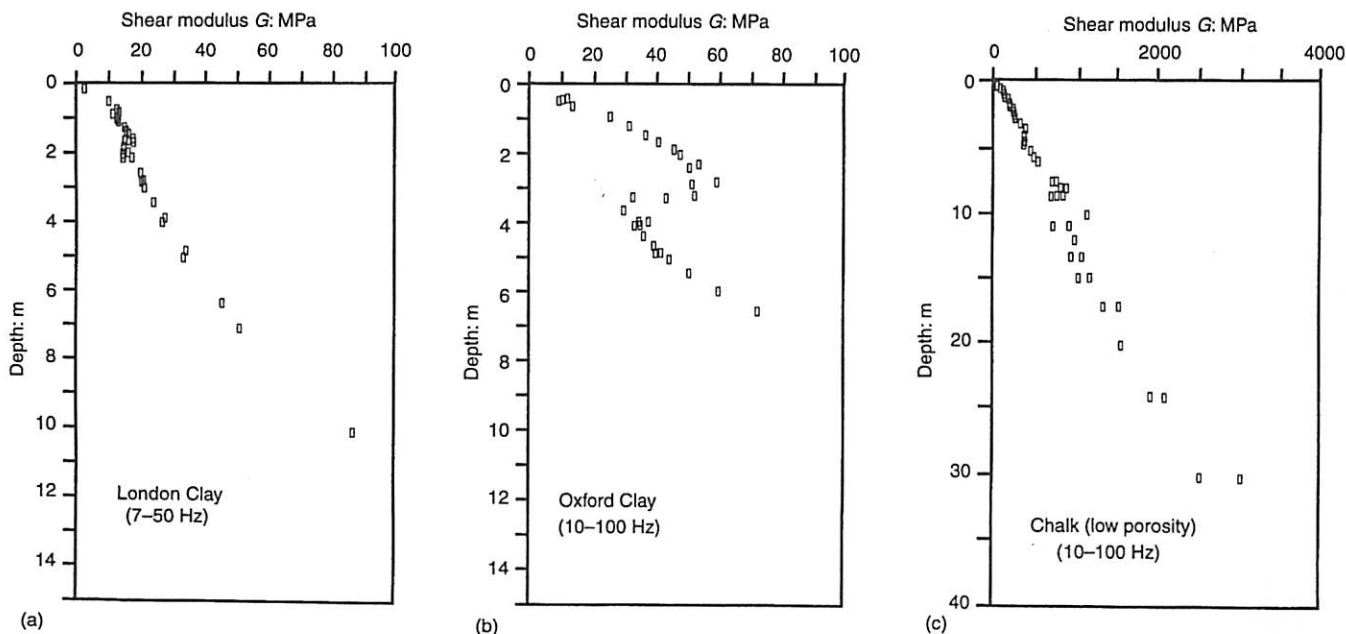 Shear modulus G: MPa
0 20 40 60 80 100
0
2
4
6
8
10
12
14
Depth: m
London Clay
(7–50 Hz)
(a)
Shear modulus G: MPa
0 20 40 60 80 100
0
2
4
6
8
10
12
14
Depth: m
Oxford Clay
(10–100 Hz)
(b)
Shear modulus G: MPa
0 2000 4000
0
10
20
30
40
Depth: m
Chalk (low porosity)
(10–100 Hz)
(c)